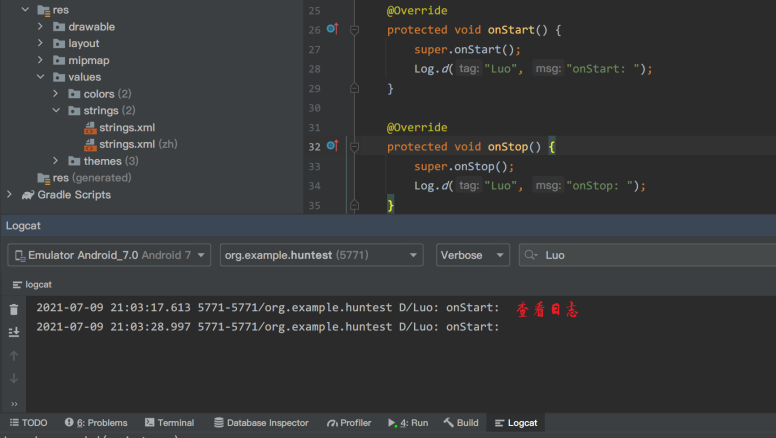 res
drawable
layout
mipmap
values
colors (2)
strings (2)
strings.xml
strings.xml (zh)
themes (3)
res (generated)
Gradle Scripts
25 @Override
26 protected void onStart() {
27 super.onStart();
28 Log.d( tag: "Luo", msg: "onStart: ");
29 }
30
31 @Override
32 protected void onStop() {
33 super.onStop();
34 Log.d( tag: "Luo", msg: "onStop: ");
35 }
Logcat
Emulator Android_7.0 Android 7 org.example.huntest (5771) Verbose Luo
logcat
2021-07-09 21:03:17.613 5771-5771/org.example.huntest D/Luo: onStart: 查看日志
2021-07-09 21:03:28.997 5771-5771/org.example.huntest D/Luo: onStart:
TODO 6: Problems Terminal Database Inspector Profiler 4: Run Build Logcat